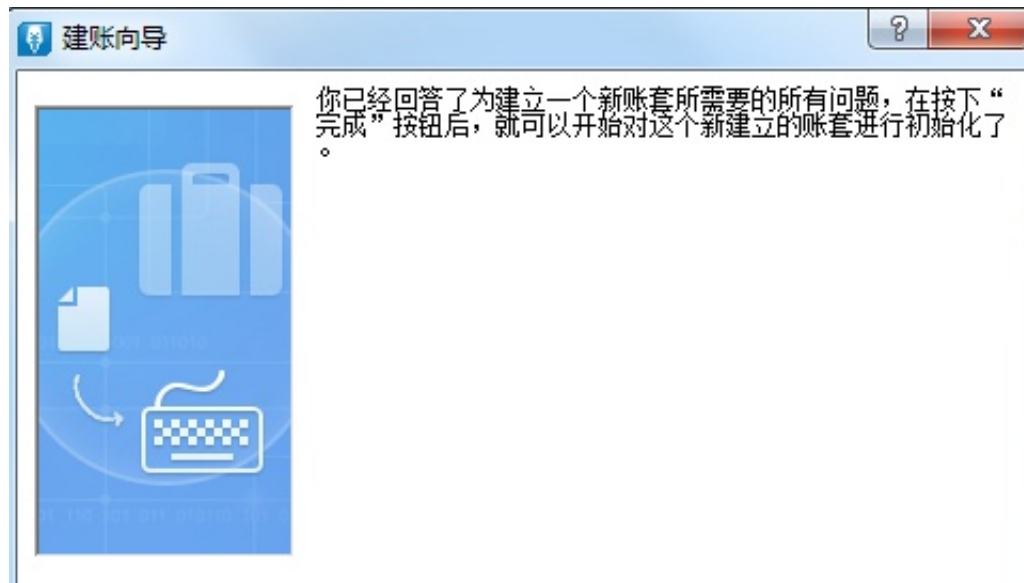 建账向导
你已经回答了为建立一个新账套所需要的所有问题，在按下“
完成”按钮后，就可以开始对这个新建立的账套进行初始化了
。